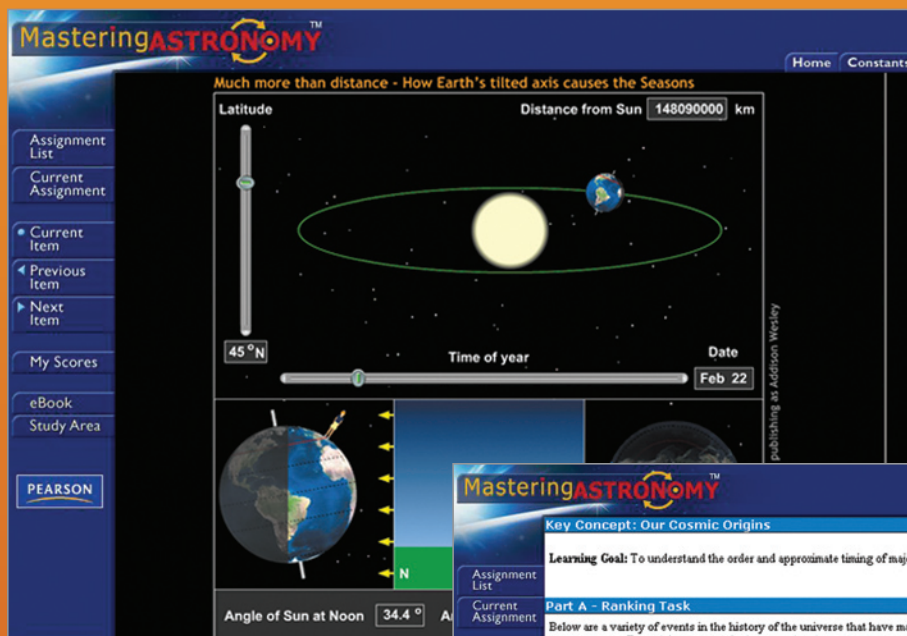 MasteringASTRONOMY™
Home Constants
Much more than distance - How Earth's tilted axis causes the Seasons
Latitude
Distance from Sun 148090000 km
Assignment
List
Current
Assignment
Current
Item
Previous
Item
Next
Item
My Scores
eBook
Study Area
PEARSON
45°N
Time of year
Date
Feb 22
publishing as Addison Wesley
N
Angle of Sun at Noon 34.4°
MasteringASTRONOMY™
Key Concept: Our Cosmic Origins
Learning Goal: To understand the order and approximate timing of
Assignment
List
Current
Assignment
Part A - Ranking Task
Below are a variety of events in the history of the universe that have